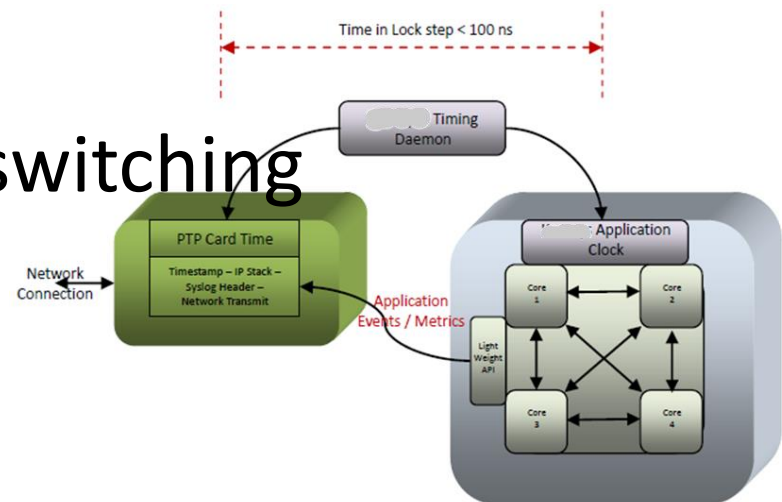 Time in Lock step < 100 ns
Timing
Daemon
switching
PTP Card Time
Timestamp – IP Stack –
Syslog Header –
Network Transmit
Network
Connection
Application
Events / Metrics
Application
Clock
Light
Weight
API
Core
1
Core
2
Core
3
Core
4